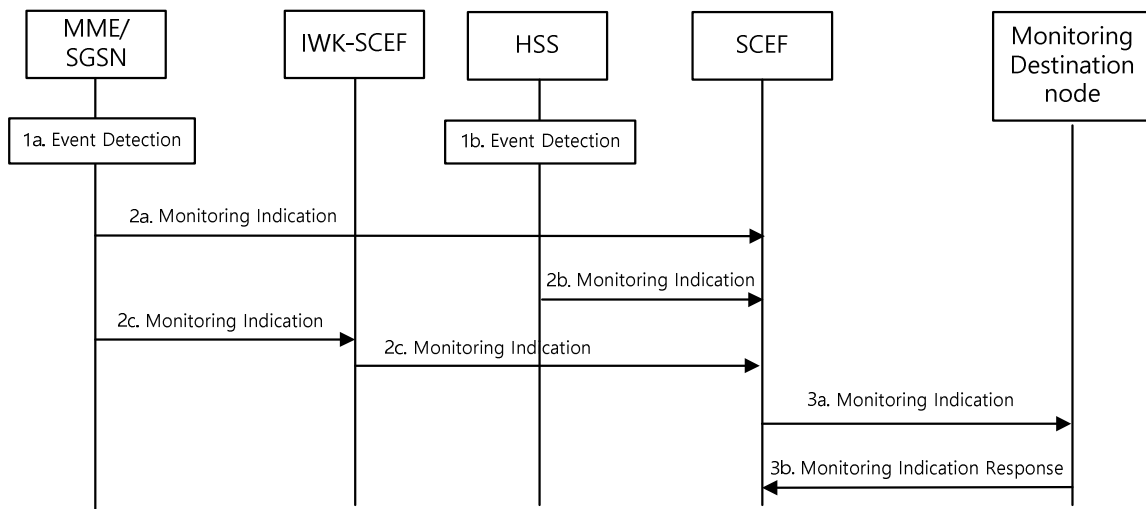 MME/
SGSN
IWK-SCEF
HSS
SCEF
Monitoring
Destination
node
1a. Event Detection
1b. Event Detection
2a. Monitoring Indication
2b. Monitoring Indication
2c. Monitoring Indication
2c. Monitoring Indication
3a. Monitoring Indication
3b. Monitoring Indication Response